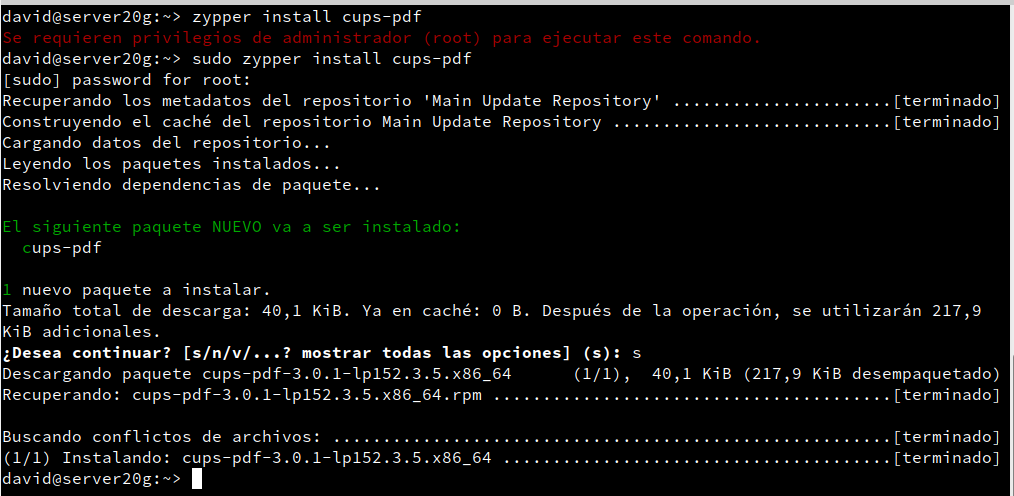 david@server20g:~> zypper install cups-pdf
Se requieren privilegios de administrador (root) para ejecutar este comando.
david@server20g:~> sudo zypper install cups-pdf
[sudo] password for root:
Recuperando los metadatos del repositorio 'Main Update Repository' ......................[terminado]
Construyendo el caché del repositorio Main Update Repository ............................[terminado]
Cargando datos del repositorio...
Leyendo los paquetes instalados...
Resolviendo dependencias de paquete...
El siguiente paquete NUEVO va a ser instalado:
cups-pdf
1 nuevo paquete a instalar.
Tamaño total de descarga: 40,1 KiB. Ya en caché: 0 B. Después de la operación, se utilizarán 217,9
KiB adicionales.
¿Desea continuar? [s/n/v/...? mostrar todas las opciones] (s): s
Descargando paquete cups-pdf-3.0.1-lp152.3.5.x86_64      (1/1),  40,1 KiB (217,9 KiB desempaquetado)
Recuperando: cups-pdf-3.0.1-lp152.3.5.x86_64.rpm ........................................[terminado]
Buscando conflictos de archivos: ........................................................[terminado]
(1/1) Instalando: cups-pdf-3.0.1-lp152.3.5.x86_64 .......................................[terminado]
david@server20g:~>